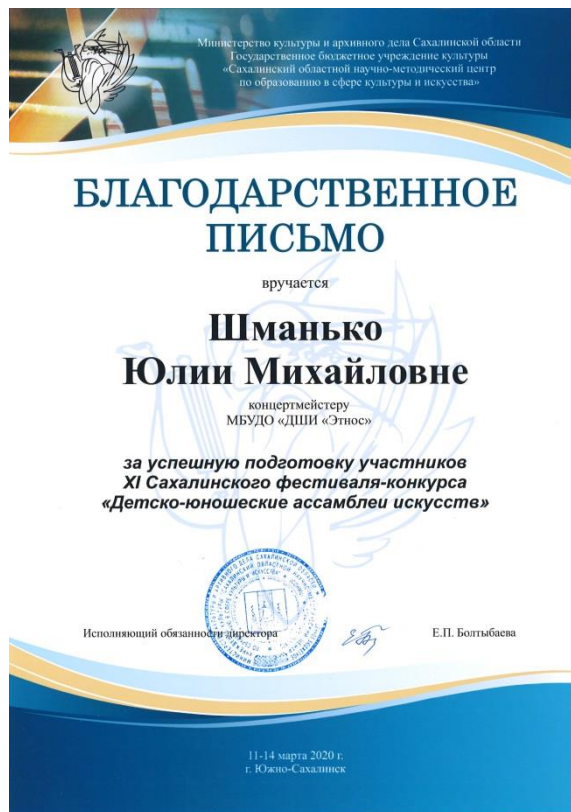 Министерство культуры и архивного дела Сахалинской области
Государственное бюджетное учреждение культуры
«Сахалинский областной научно-методический центр
по образованию в сфере культуры и искусства»
БЛАГОДАРСТВЕННОЕ
ПИСЬМО
вручается
Шманько
Юлии Михайловне
концертмейстеру
МБУДО «ДШИ «Этнос»
за успешную подготовку участников
XI Сахалинского фестиваля-конкурса
«Детско-юношеские ассамблеи искусств»
Исполняющий обязанности директора
Е.П. Болтыбаева
11-14 марта 2020 г.
г. Южно-Сахалинск